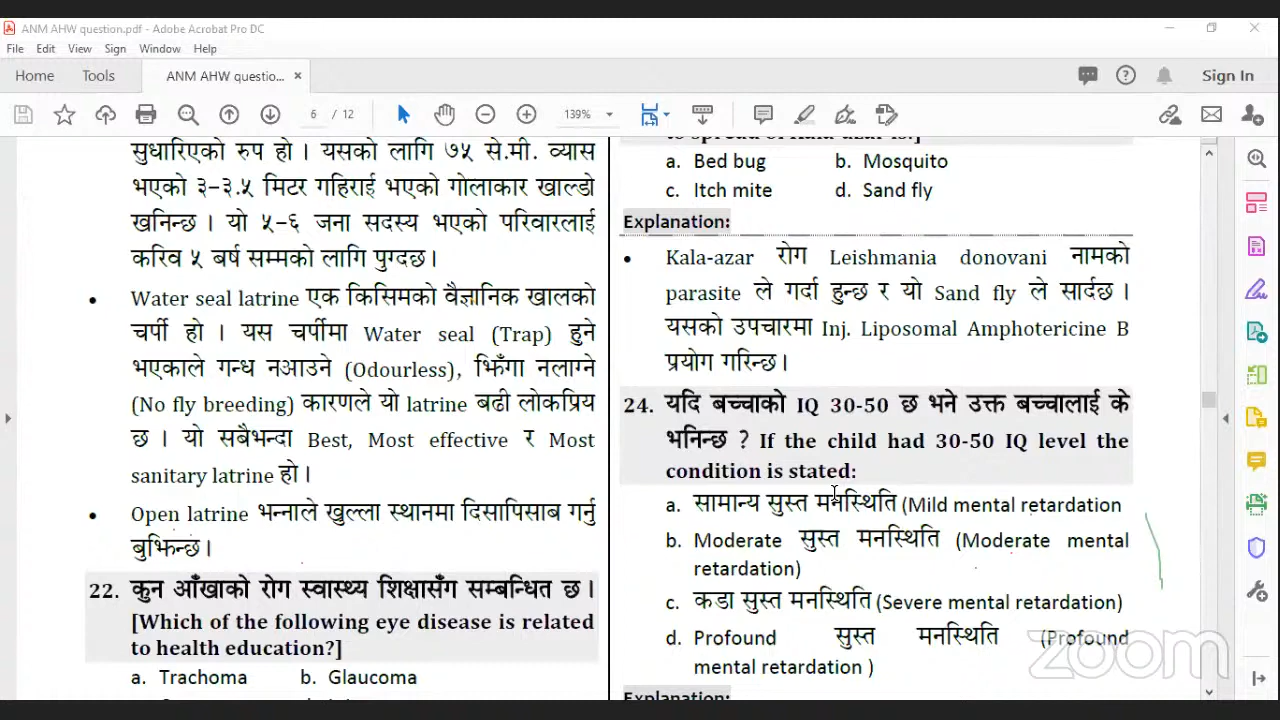 ANM AHW question.pdf - Adobe Acrobat Pro DC
File Edit View Sign Window Help
Home Tools ANM AHW questio... × Sign In
6 / 12 139%
सुधारिएको रुप हो । यसको लागि ७५ से.मी. व्यास
भएको ३–३.५ मिटर गहिराई भएको गोलाकार खाल्डो
खनिन्छ । यो ५–६ जना सदस्य भएको परिवारलाई
करिव ५ बर्ष सम्मको लागि पुग्दछ।
• Water seal latrine एक किसिमको वैज्ञानिक खालको
चर्पी हो । यस चर्पीमा Water seal (Trap) हुने
भएकाले गन्ध नआउने (Odourless), झिँगा नलाग्ने
(No fly breeding) कारणले यो latrine बढी लोकप्रिय
छ । यो सबैभन्दा Best, Most effective र Most
sanitary latrine हो।
• Open latrine भन्नाले खुल्ला स्थानमा दिसापिसाब गर्नु
बुझिन्छ।
22. कुन आँखाको रोग स्वास्थ्य शिक्षासँग सम्बन्धित छ ।
[Which of the following eye disease is related
to health education?]
a. Trachoma b. Glaucoma
to spread of Kala-azar is:]
a. Bed bug b. Mosquito
c. Itch mite d. Sand fly
Explanation:
• Kala-azar रोग Leishmania donovani नामको
parasite ले गर्दा हुन्छ र यो Sand fly ले सार्दछ ।
यसको उपचारमा Inj. Liposomal Amphotericine B
प्रयोग गरिन्छ।
24. यदि बच्चाको IQ 30-50 छ भने उक्त बच्चालाई के
भनिन्छ ? If the child had 30-50 IQ level the
condition is stated:
a. सामान्य सुस्त मनस्थिति (Mild mental retardation
b. Moderate सुस्त मनस्थिति (Moderate mental
retardation)
c. कडा सुस्त मनस्थिति (Severe mental retardation)
d. Profound सुस्त मनस्थिति (Profound
mental retardation )
Explanation:
zoom